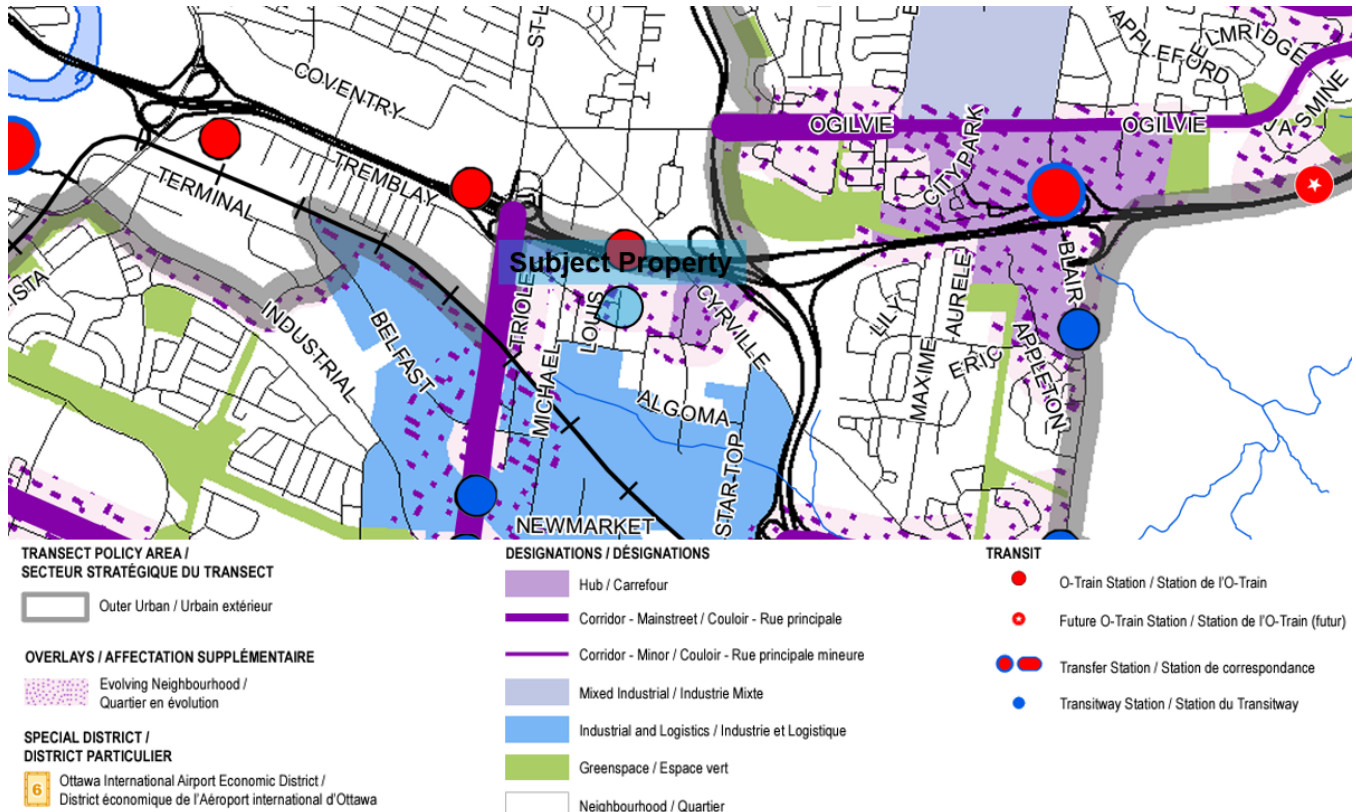 COVENTRY
ST-L
APPLEFORD
ELMRIDGE
JASMINE
OGILVIE
OGILVIE
CITY PARK
TREMBLAY
TERMINAL
Subject Property
BLAIR
ISTA
INDUSTRIAL
BELFAST
TRIOLE
LOUIS
CYRVILLE
LILY
AURELE
MICHAEL
ERIC
APPLETON
MAXIME
ALGOMA
STAR-TOP
NEWMARKET
TRANSECT POLICY AREA /
SECTEUR STRATÉGIQUE DU TRANSECT
Outer Urban / Urbain extérieur
OVERLAYS / AFFECTATION SUPPLÉMENTAIRE
Evolving Neighbourhood /
Quartier en évolution
SPECIAL DISTRICT /
DISTRICT PARTICULIER
6
Ottawa International Airport Economic District /
District économique de l'Aéroport international d'Ottawa
DESIGNATIONS / DÉSIGNATIONS
Hub / Carrefour
Corridor - Mainstreet / Couloir - Rue principale
Corridor - Minor / Couloir - Rue principale mineure
Mixed Industrial / Industrie Mixte
Industrial and Logistics / Industrie et Logistique
Greenspace / Espace vert
Neighbourhood / Quartier
TRANSIT
O-Train Station / Station de l'O-Train
Future O-Train Station / Station de l'O-Train (futur)
Transfer Station / Station de correspondance
Transitway Station / Station du Transitway